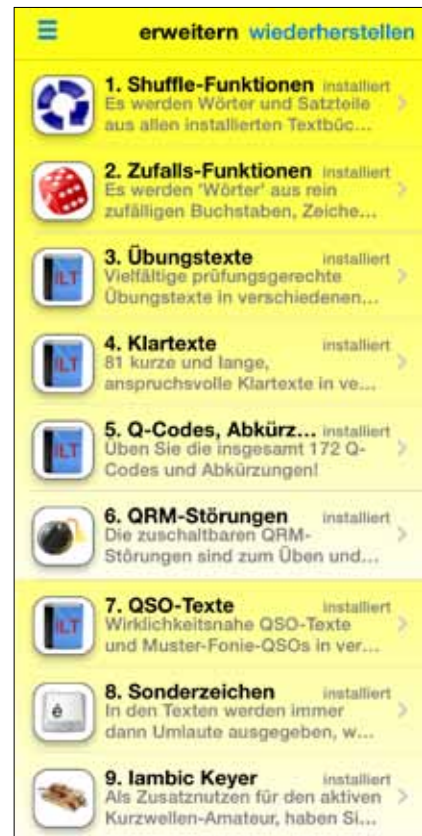 erweitern wiederherstellen
1. Shuffle-Funktionen installiert
Es werden Wörter und Satzteile
aus allen installierten Textbüc...
2. Zufalls-Funktionen installiert
Es werden 'Wörter' aus rein
zufälligen Buchstaben, Zeiche...
3. Übungstexte installiert
Vielfältige prüfungsgerechte
Übungstexte in verschiedenen...
4. Klartexte installiert
81 kurze und lange,
anspruchsvolle Klartexte in ve...
5. Q-Codes, Abkürz... installiert
Üben Sie die insgesamt 172 Q-
Codes und Abkürzungen!
6. QRM-Störungen installiert
Die zuschaltbaren QRM-
Störungen sind zum Üben und...
7. QSO-Texte installiert
Wirklichkeitsnahe QSO-Texte
und Muster-Fonie-QSOs in ver...
8. Sonderzeichen installiert
ê
In den Texten werden immer
dann Umlaute ausgegeben, w...
9. Iambic Keyer installiert
Als Zusatznutzen für den aktiven
Kurzwellen-Amateur, haben Si...
ILT
ILT
ILT
ILT